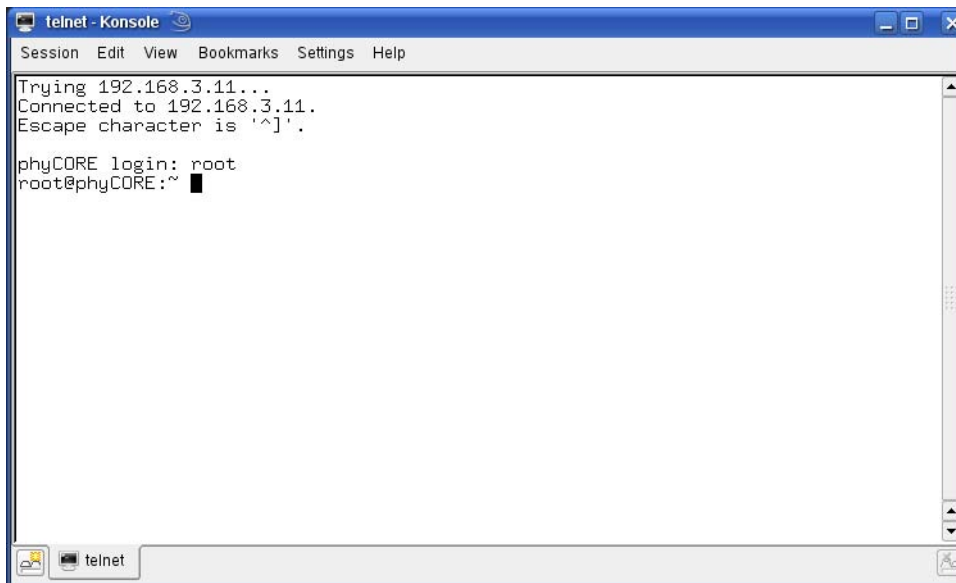 telnet - Konsole
Session Edit View Bookmarks Settings Help
Trying 192.168.3.11...
Connected to 192.168.3.11.
Escape character is '^]'.
phyCORE login: root
root@phyCORE:~
telnet